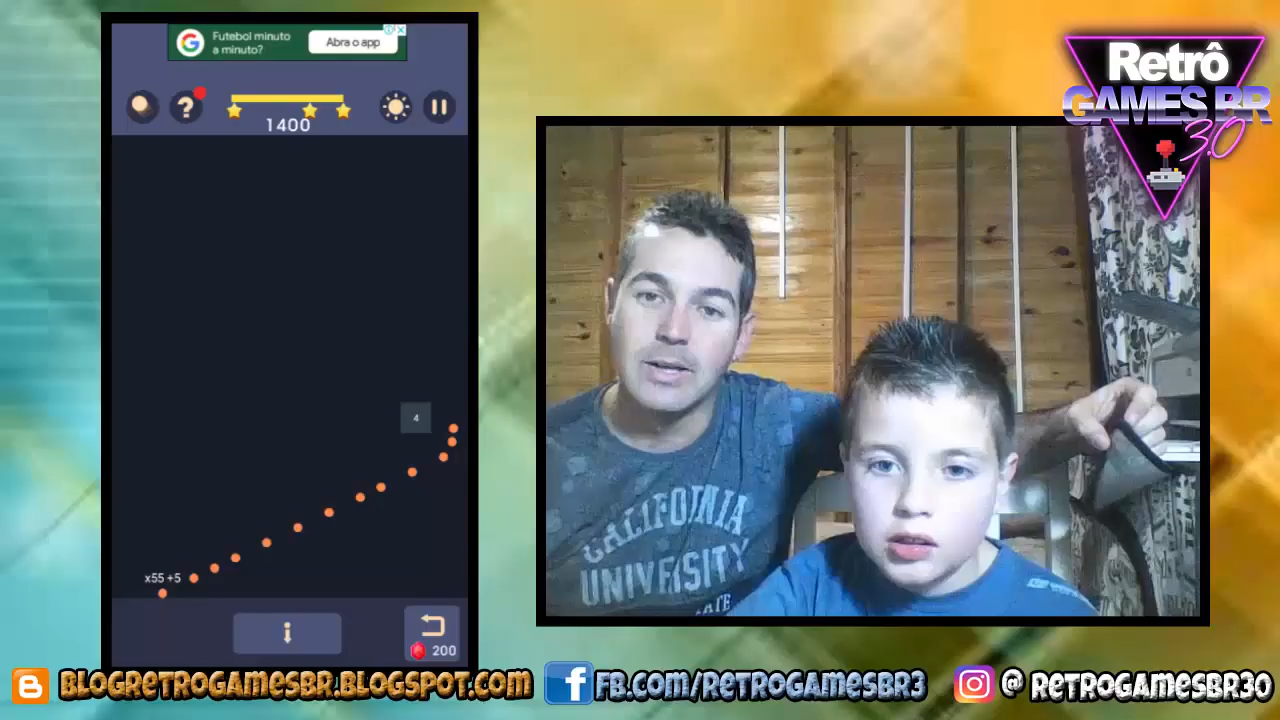 Futebol minuto
a minuto?
Abra o app
?
1400
4
x55 +5
i
200
Retrô
GAMES BR
3.0
CALIFORNIA
UNIVERSITY
STATE
BLOGRETROGAMESBR.BLOGSPOT.COM
FB.COM/RETROGAMESBR3
@RETROGAMESBR30